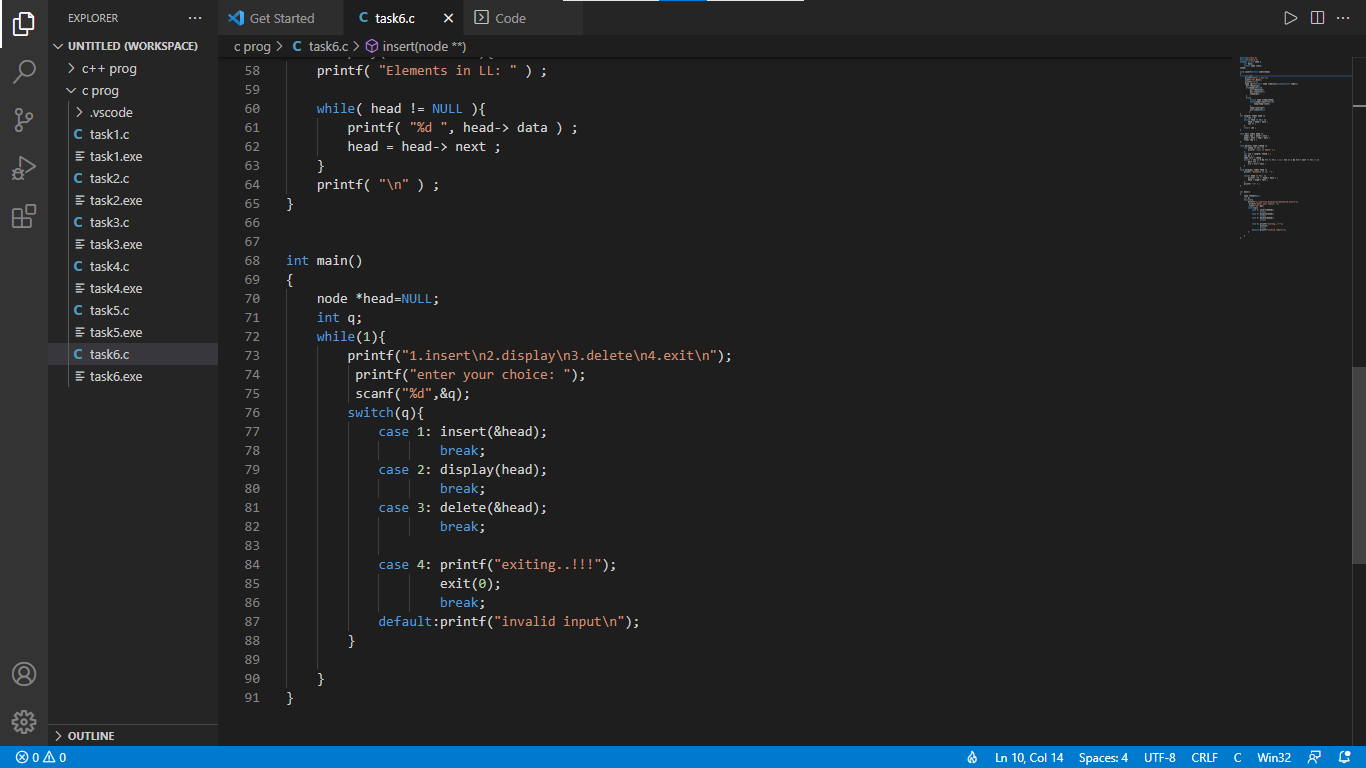 EXPLORER
UNTITLED (WORKSPACE)
c++ prog
c prog
.vscode
task1.c
task1.exe
task2.c
task2.exe
task3.c
task3.exe
task4.c
task4.exe
task5.c
task5.exe
task6.c
task6.exe
OUTLINE
Get Started
task6.c
Code
c prog > C task6.c > insert(node **)
58 printf( "Elements in LL: " ) ;
59
60 while( head != NULL ){
61 printf( "%d ", head-> data ) ;
62 head = head-> next ;
63 }
64 printf( "\n" ) ;
65 }
66
67
68 int main()
69 {
70 node *head=NULL;
71 int q;
72 while(1){
73 printf("1.insert\n2.display\n3.delete\n4.exit\n");
74 printf("enter your choice: ");
75 scanf("%d",&q);
76 switch(q){
77 case 1: insert(&head);
78 break;
79 case 2: display(head);
80 break;
81 case 3: delete(&head);
82 break;
83
84 case 4: printf("exiting..!!!");
85 exit(0);
86 break;
87 default:printf("invalid input\n");
88 }
89
90 }
91 }
0 0
Ln 10, Col 14
Spaces: 4
UTF-8
CRLF
C
Win32